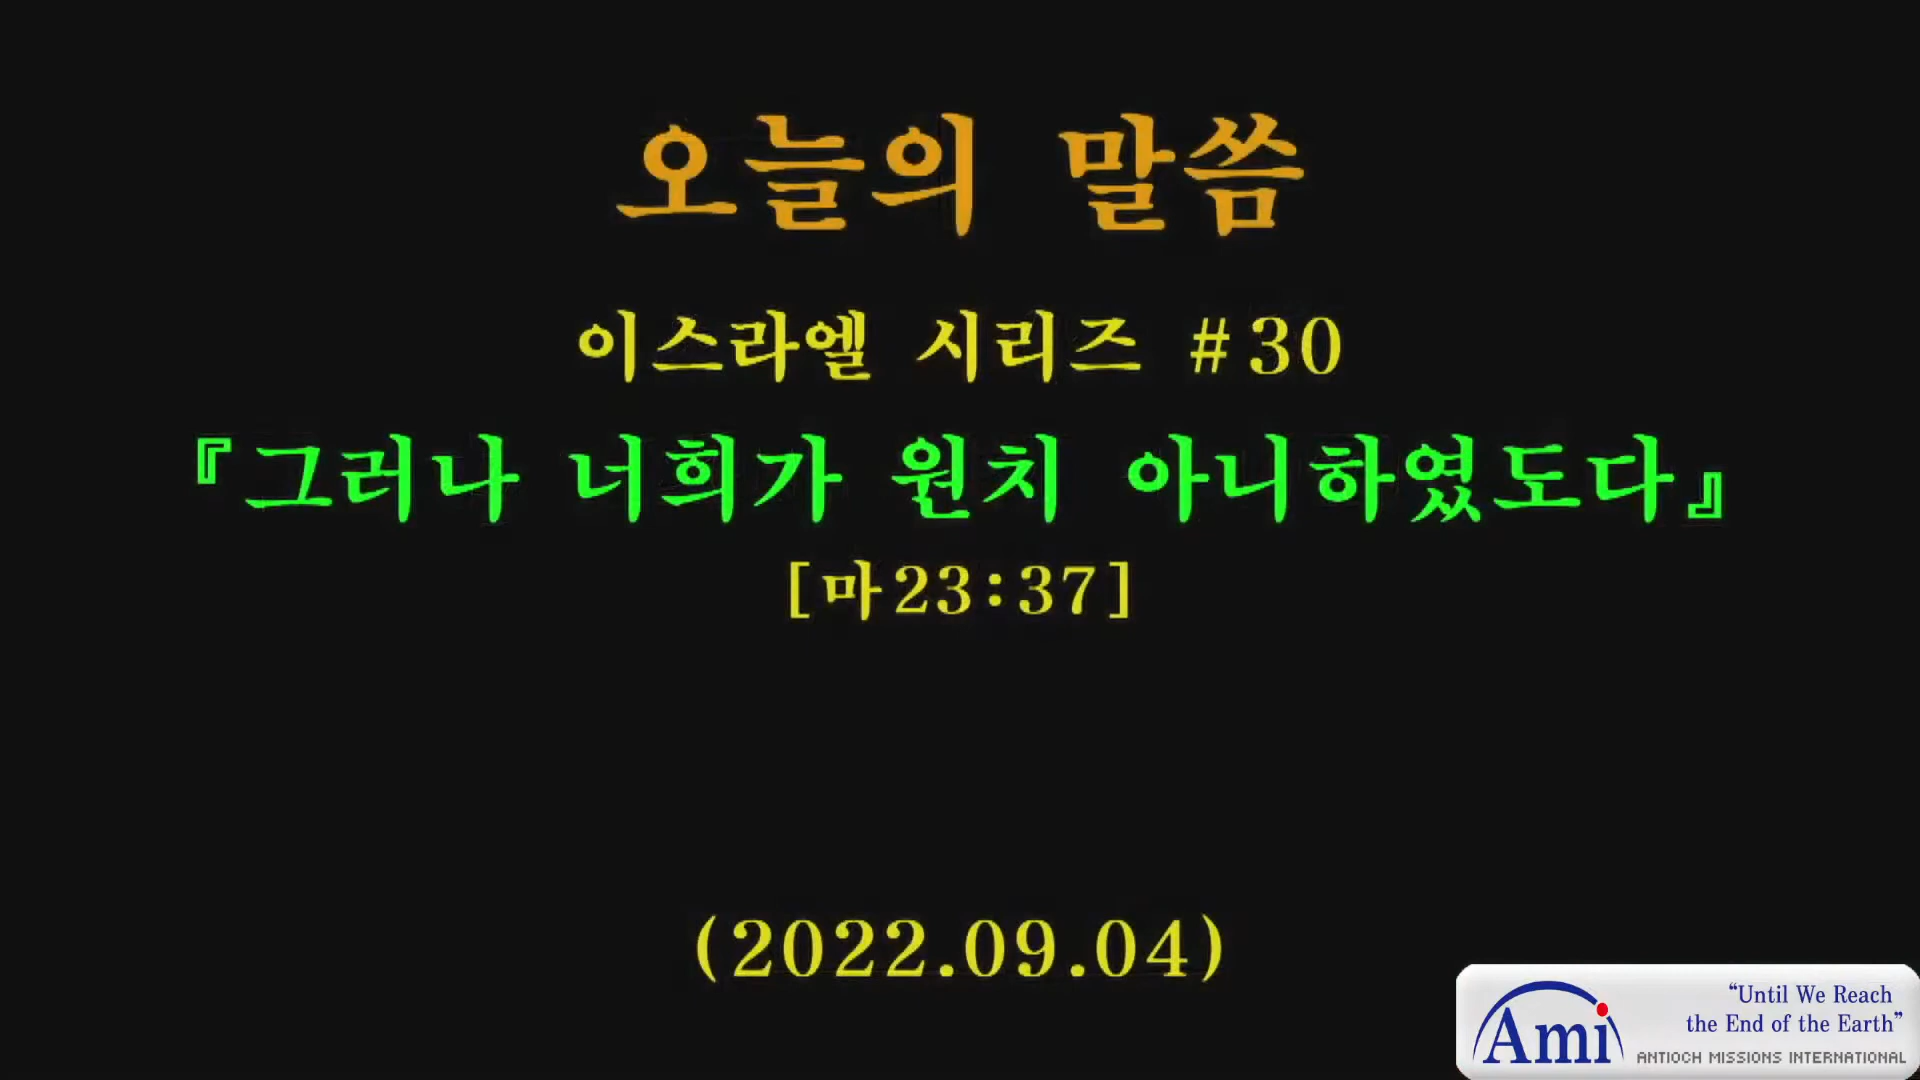 오늘의 말씀
이스라엘 시리즈 #30
『그러나 너희가 원치 아니하였도다』
[마23:37]
(2022.09.04)
Ami
“Until We Reach
the End of the Earth”
ANTIOCH MISSIONS INTERNATIONAL